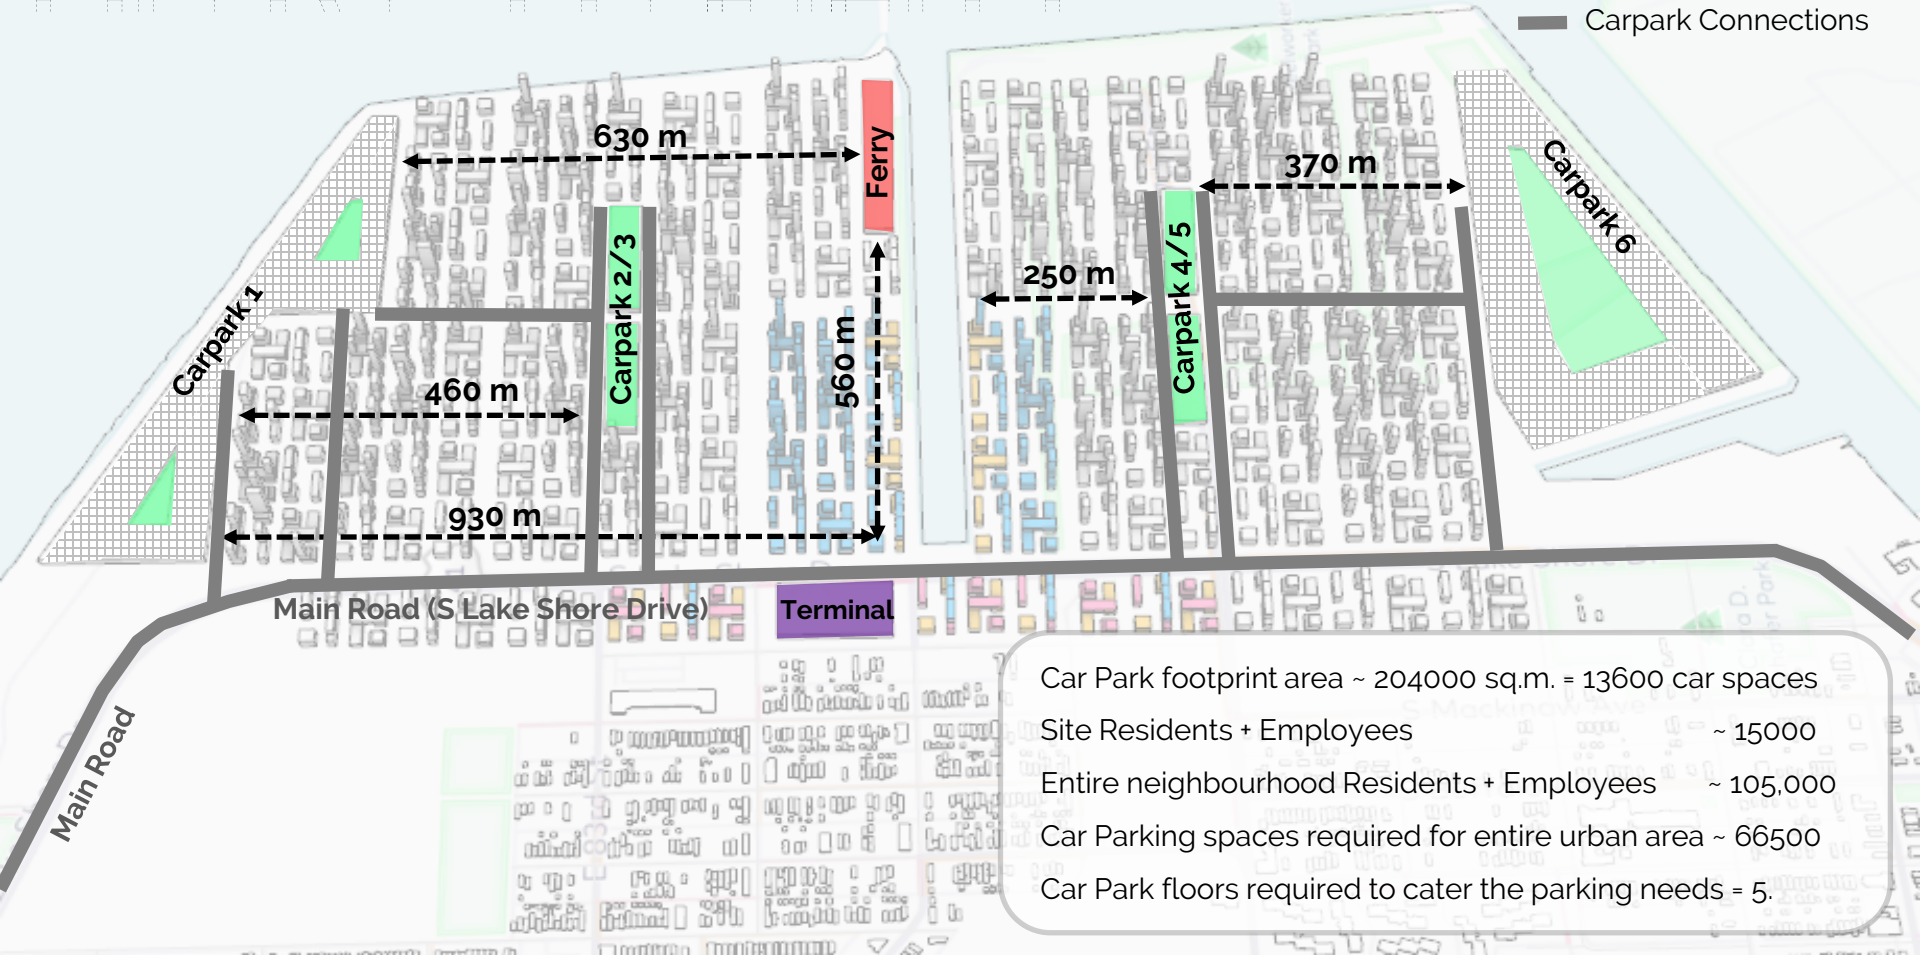 Carpark Connections
630 m
Ferry
370 m
Carpark 6
Carpark 2/3
Carpark 4/5
250 m
Carpark 1
560 m
460 m
930 m
Main Road (S Lake Shore Drive)
Terminal
Main Road
Car Park footprint area ~ 204000 sq.m. = 13600 car spaces
S Mackinaw Ave
Site Residents + Employees ~ 15000
Entire neighbourhood Residents + Employees ~ 105,000
Car Parking spaces required for entire urban area ~ 66500
Car Park floors required to cater the parking needs = 5.